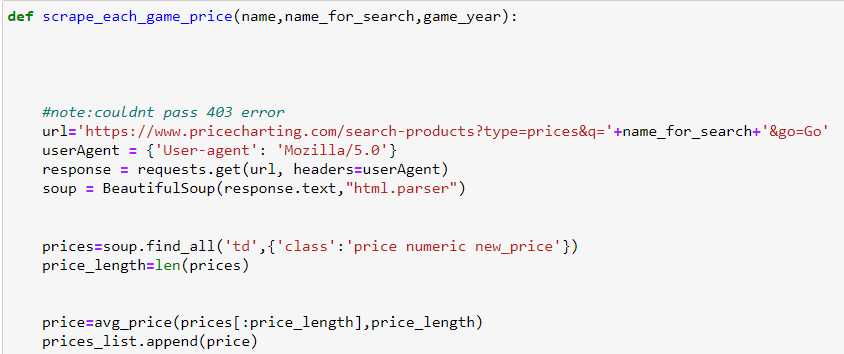 def scrape_each_game_price(name,name_for_search,game_year):
#note:couldnt pass 403 error
url='https://www.pricecharting.com/search-products?type=prices&q='+name_for_search+'&go=Go'
userAgent = {'User-agent': 'Mozilla/5.0'}
response = requests.get(url, headers=userAgent)
soup = BeautifulSoup(response.text,"html.parser")
prices=soup.find_all('td',{'class':'price numeric new_price'})
price_length=len(prices)
price=avg_price(prices[:price_length],price_length)
prices_list.append(price)